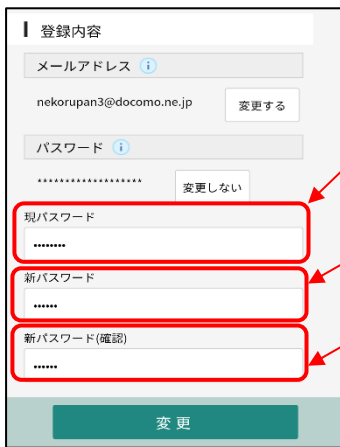 登録内容
メールアドレス i
nekorupan3@docomo.ne.jp 変更する
パスワード i
******************* 変更しない
現パスワード
••••••••
新パスワード
••••••
新パスワード(確認)
••••••
変 更